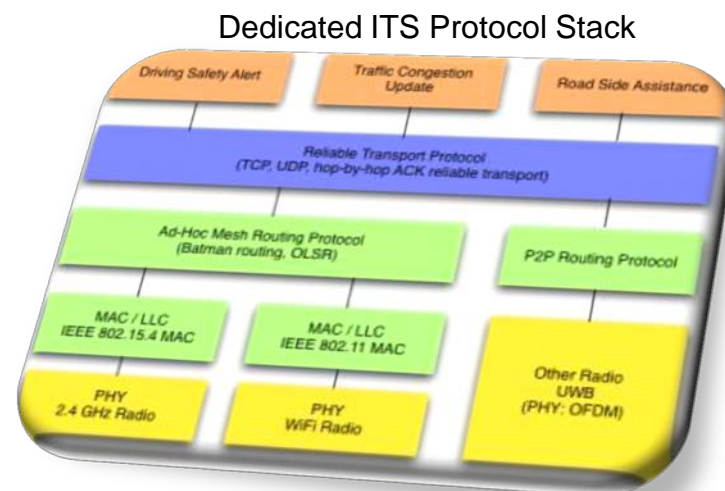 Dedicated ITS Protocol Stack
Driving Safety Alert
Traffic Congestion
Update
Road Side Assistance
Reliable Transport Protocol
(TCP, UDP, hop-by-hop ACK reliable transport)
Ad-Hoc Mesh Routing Protocol
(Batman routing, OLSR)
P2P Routing Protocol
MAC / LLC
IEEE 802.15.4 MAC
MAC / LLC
IEEE 802.11 MAC
Other Radio
UWB
(PHY: OFDM)
PHY
2.4 GHz Radio
PHY
WiFi Radio